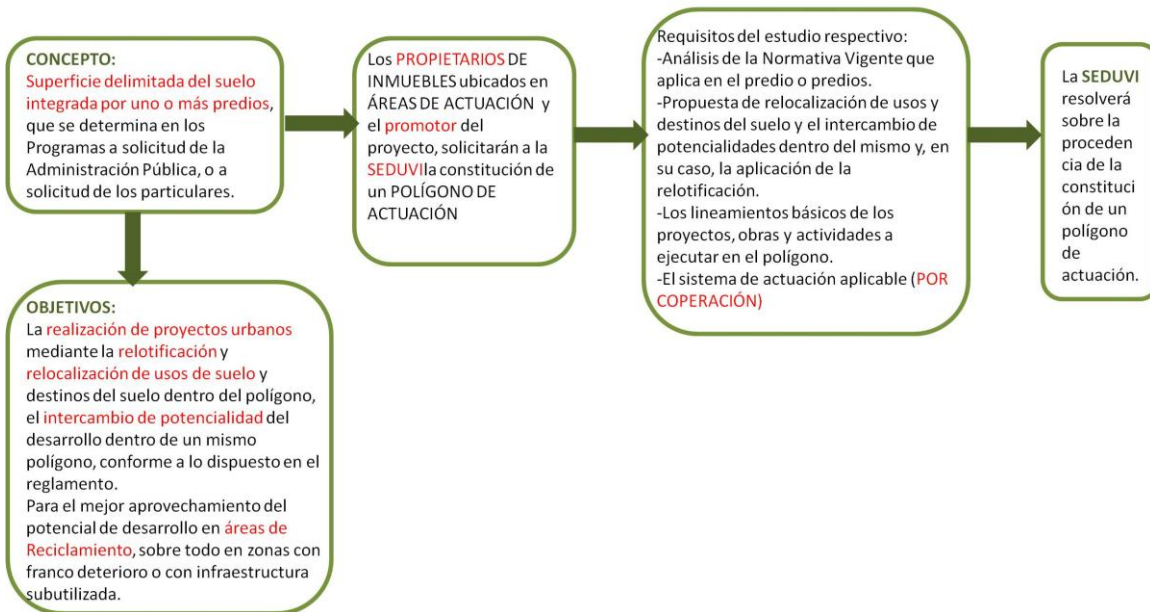 CONCEPTO:
Superficie delimitada del suelo
integrada por uno o más predios,
que se determina en los
Programas a solicitud de la
Administración Pública, o a
solicitud de los particulares.
OBJETIVOS:
La realización de proyectos urbanos
mediante la relotificación y
relocalización de usos de suelo y
destinos del suelo dentro del polígono,
el intercambio de potencialidad del
desarrollo dentro de un mismo
polígono, conforme a lo dispuesto en el
reglamento.
Para el mejor aprovechamiento del
potencial de desarrollo en áreas de
Reciclamiento, sobre todo en zonas con
franco deterioro o con infraestructura
subutilizada.
Los PROPIETARIOS DE
INMUEBLES ubicados en
ÁREAS DE ACTUACIÓN y
el promotor del
proyecto, solicitarán a la
SEDUVIla constitución de
un POLÍGONO DE
ACTUACIÓN
Requisitos del estudio respectivo:
-Análisis de la Normativa Vigente que
aplica en el predio o predios.
-Propuesta de relocalización de usos y
destinos del suelo y el intercambio de
potencialidades dentro del mismo y, en
su caso, la aplicación de la
relotificación.
-Los lineamientos básicos de los
proyectos, obras y actividades a
ejecutar en el polígono.
-El sistema de actuación aplicable (POR
COPERACIÓN)
La SEDUVI
resolverá
sobre la
proceden
cia de la
constituci
ón de un
polígono
de
actuación.